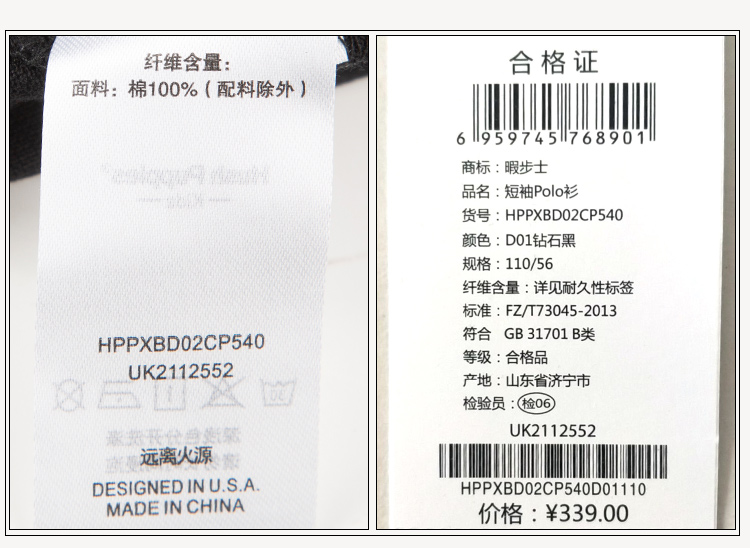 纤维含量：
面料：棉100%（配料除外）
Hush Puppies
Kids
HPPXBD02CP540
UK2112552
远离火源
DESIGNED IN U.S.A.
MADE IN CHINA
合格证
6 959745 768901
商标：暇步士
品名：短袖Polo衫
货号：HPPXBD02CP540
颜色：D01钻石黑
规格：110/56
纤维含量：详见耐久性标签
标准：FZ/T73045-2013
符合 GB 31701 B类
等级：合格品
产地：山东省济宁市
检验员：检06
UK2112552
HPPXBD02CP540D01110
价格：¥339.00